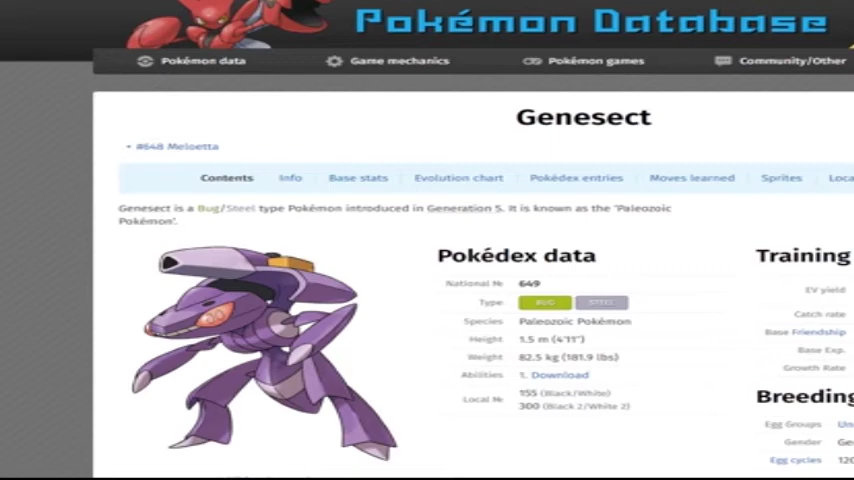 Pokémon Database
Pokémon data Game mechanics Pokémon games Community/Other
Genesect
#648 Meloetta
Contents Info Base stats Evolution chart Pokédex entries Moves learned Sprites Loca
Genesect is a Bug/Steel type Pokémon introduced in Generation 5. It is known as the "Paleozoic
Pokémon".
Pokédex data
National № 649
Type BUG STEEL
Species Paleozoic Pokémon
Height 1.5 m (4'11")
Weight 82.5 kg (181.9 lbs)
Abilities 1. Download
Local № 155 (Black/White)
300 (Black 2/White 2)
Training
EV yield
Catch rate
Base Friendship
Base Exp.
Growth Rate
Breeding
Egg Groups Un
Gender Ge
Egg cycles 120